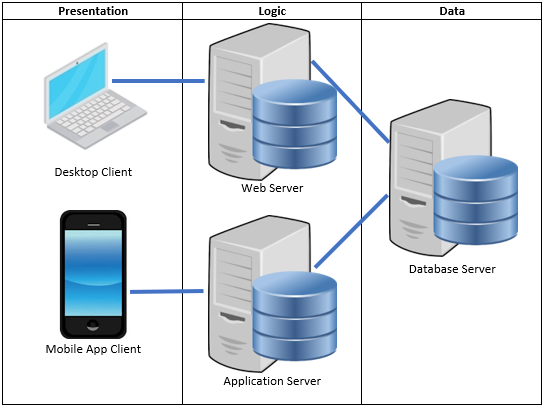 Presentation
Logic
Data
Desktop Client
Web Server
Database Server
Mobile App Client
Application Server